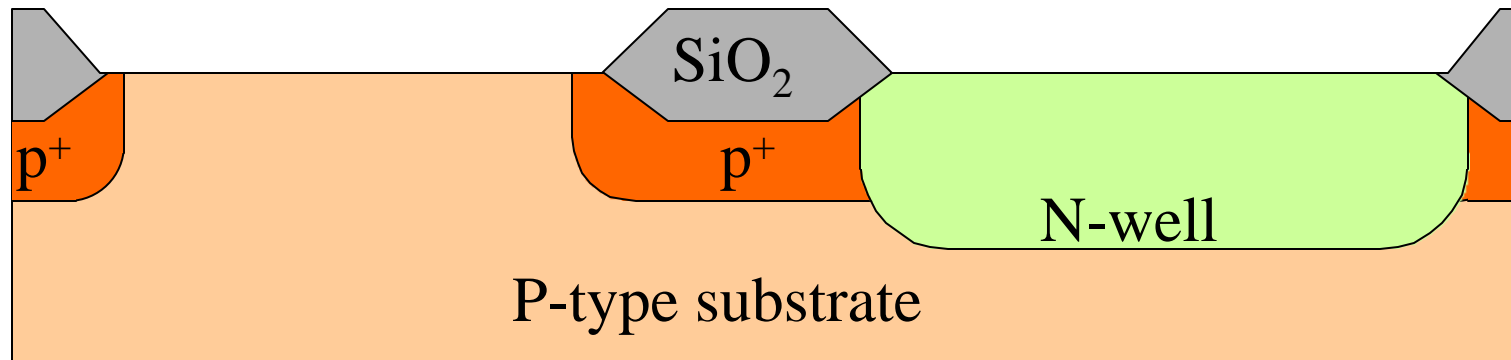 SiO₂
p⁺
p⁺
N-well
P-type substrate